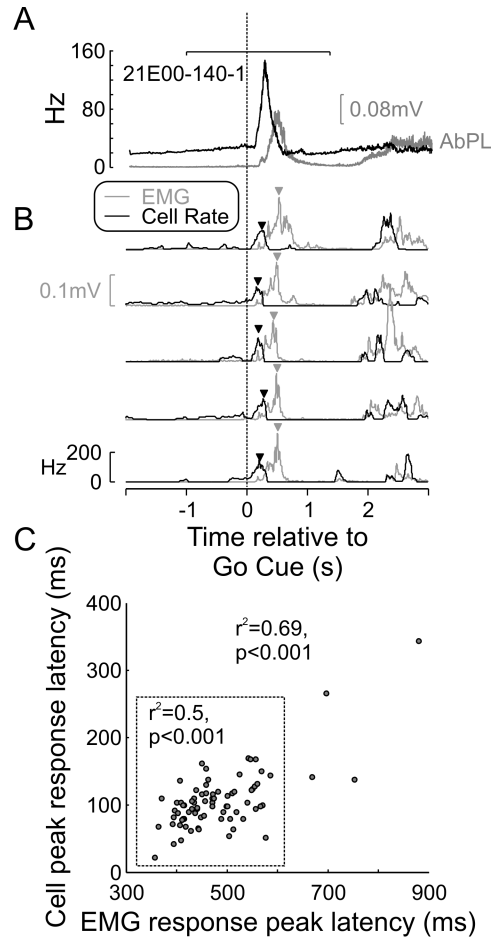 A
160
21E00-140-1
Hz
80
0.08mV
AbPL
0
EMG
Cell Rate
B
0.1mV
200
Hz
0
-1 0 1 2
Time relative to
Go Cue (s)
C
Cell peak response latency (ms)
400
r²=0.69,
p<0.001
300
r²=0.5,
p<0.001
200
100
0
300 500 700 900
EMG response peak latency (ms)